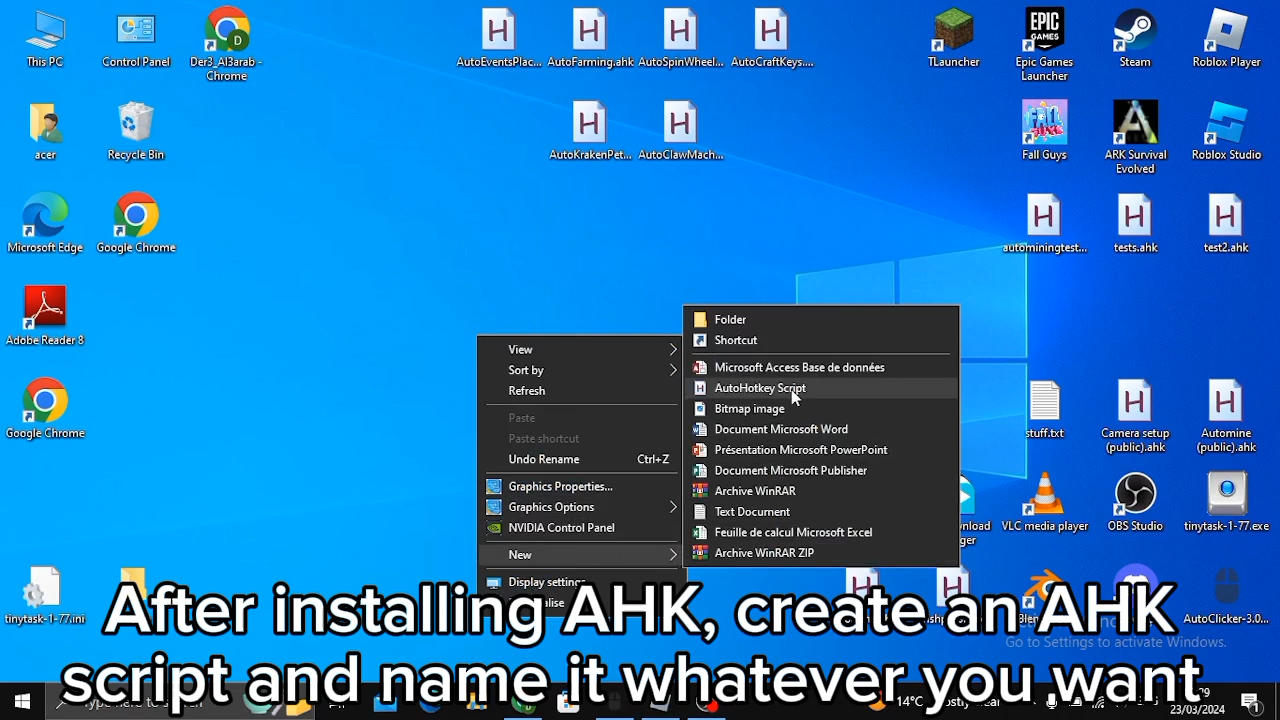 This PC
Control Panel
Der3_Al3arab -
Chrome
AutoEventsPlac...
AutoFarming.ahk
AutoSpinWheel...
AutoCraftKeys....
TLauncher
EPIC
GAMES
Epic Games
Launcher
Steam
Roblox Player
acer
Recycle Bin
AutoKrakenPet...
AutoClawMach...
Fall Guys
ARK Survival
Evolved
Roblox Studio
Microsoft Edge
Google Chrome
autominingtest...
tests.ahk
test2.ahk
Adobe Reader 8
Google Chrome
View
Sort by
Refresh
Paste
Paste shortcut
Undo Rename Ctrl+Z
Graphics Properties...
Graphics Options
NVIDIA Control Panel
New
Display settings
Folder
Shortcut
Microsoft Access Base de données
AutoHotkey Script
Bitmap image
Document Microsoft Word
Présentation Microsoft PowerPoint
Document Microsoft Publisher
Archive WinRAR
Text Document
Feuille de calcul Microsoft Excel
Archive WinRAR ZIP
stuff.txt
Camera setup
(public).ahk
Automine
(public).ahk
VLC media player
OBS Studio
tinytask-1-77.exe
tinytask-1-77.ini
AutoClicker-3.0...
Go to Settings to activate Windows.
After installing AHK, create an AHK
script and name it whatever you want
14°C
23/03/2024